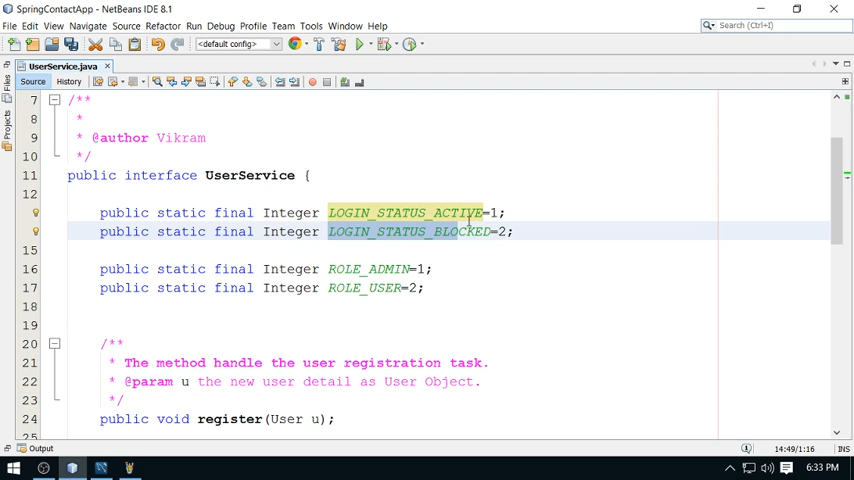 SpringContactApp - NetBeans IDE 8.1
File Edit View Navigate Source Refactor Run Debug Profile Team Tools Window Help
Search (Ctrl+I)
<default config>
UserService.java
Source History
Files
Projects
7 /**
8 *
9 * @author Vikram
10 */
11 public interface UserService {
12
public static final Integer LOGIN_STATUS_ACTIVE=1;
public static final Integer LOGIN_STATUS_BLOCKED=2;
15
16 public static final Integer ROLE_ADMIN=1;
17 public static final Integer ROLE_USER=2;
18
19
20 /**
21 * The method handle the user registration task.
22 * @param u the new user detail as User Object.
23 */
24 public void register(User u);
25
Output
14:49/1:16 INS
6:33 PM